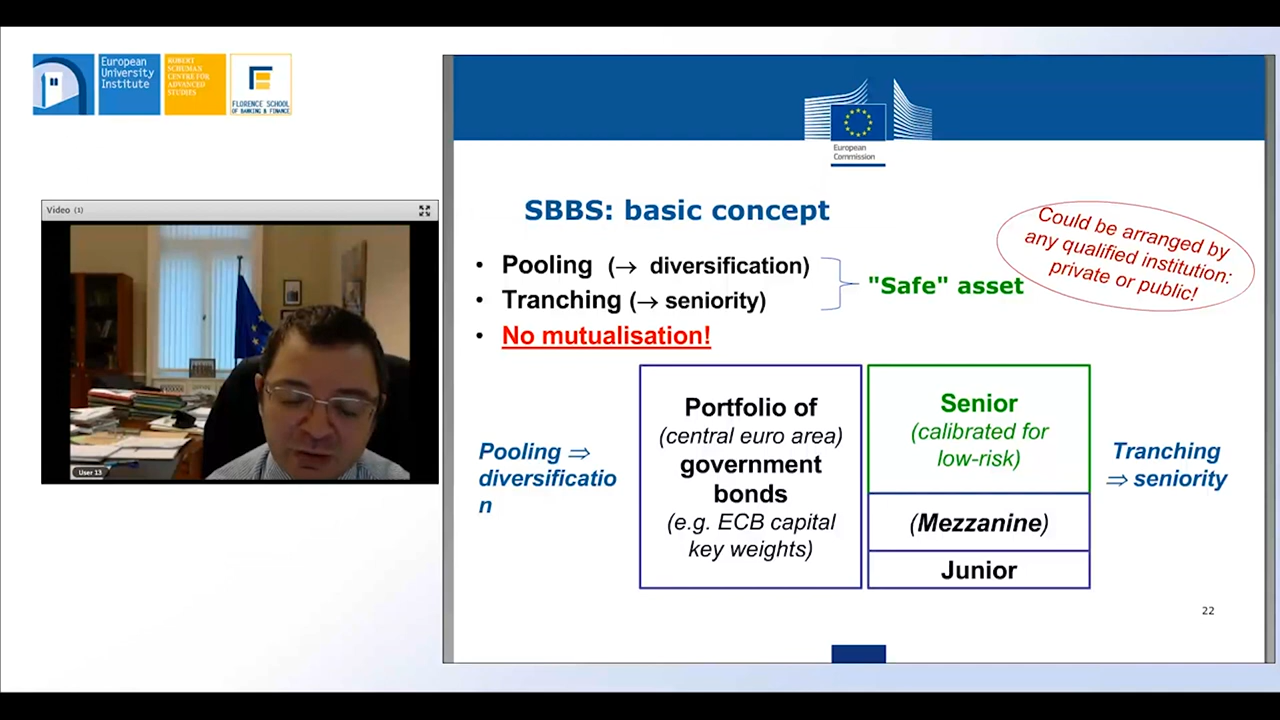 European
University
Institute
ROBERT
SCHUMAN
CENTRE FOR
ADVANCED
STUDIES
FLORENCE SCHOOL
OF BANKING & FINANCE
Video (1)
User 13
European
Commission
SBBS: basic concept
Could be arranged by
any qualified institution:
private or public!
• Pooling (→ diversification)
• Tranching (→ seniority)
"Safe" asset
• No mutualisation!
Pooling ⇒
diversificatio
n
Portfolio of
(central euro area)
government
bonds
(e.g. ECB capital
key weights)
Senior
(calibrated for
low-risk)
(Mezzanine)
Junior
Tranching
⇒ seniority
22